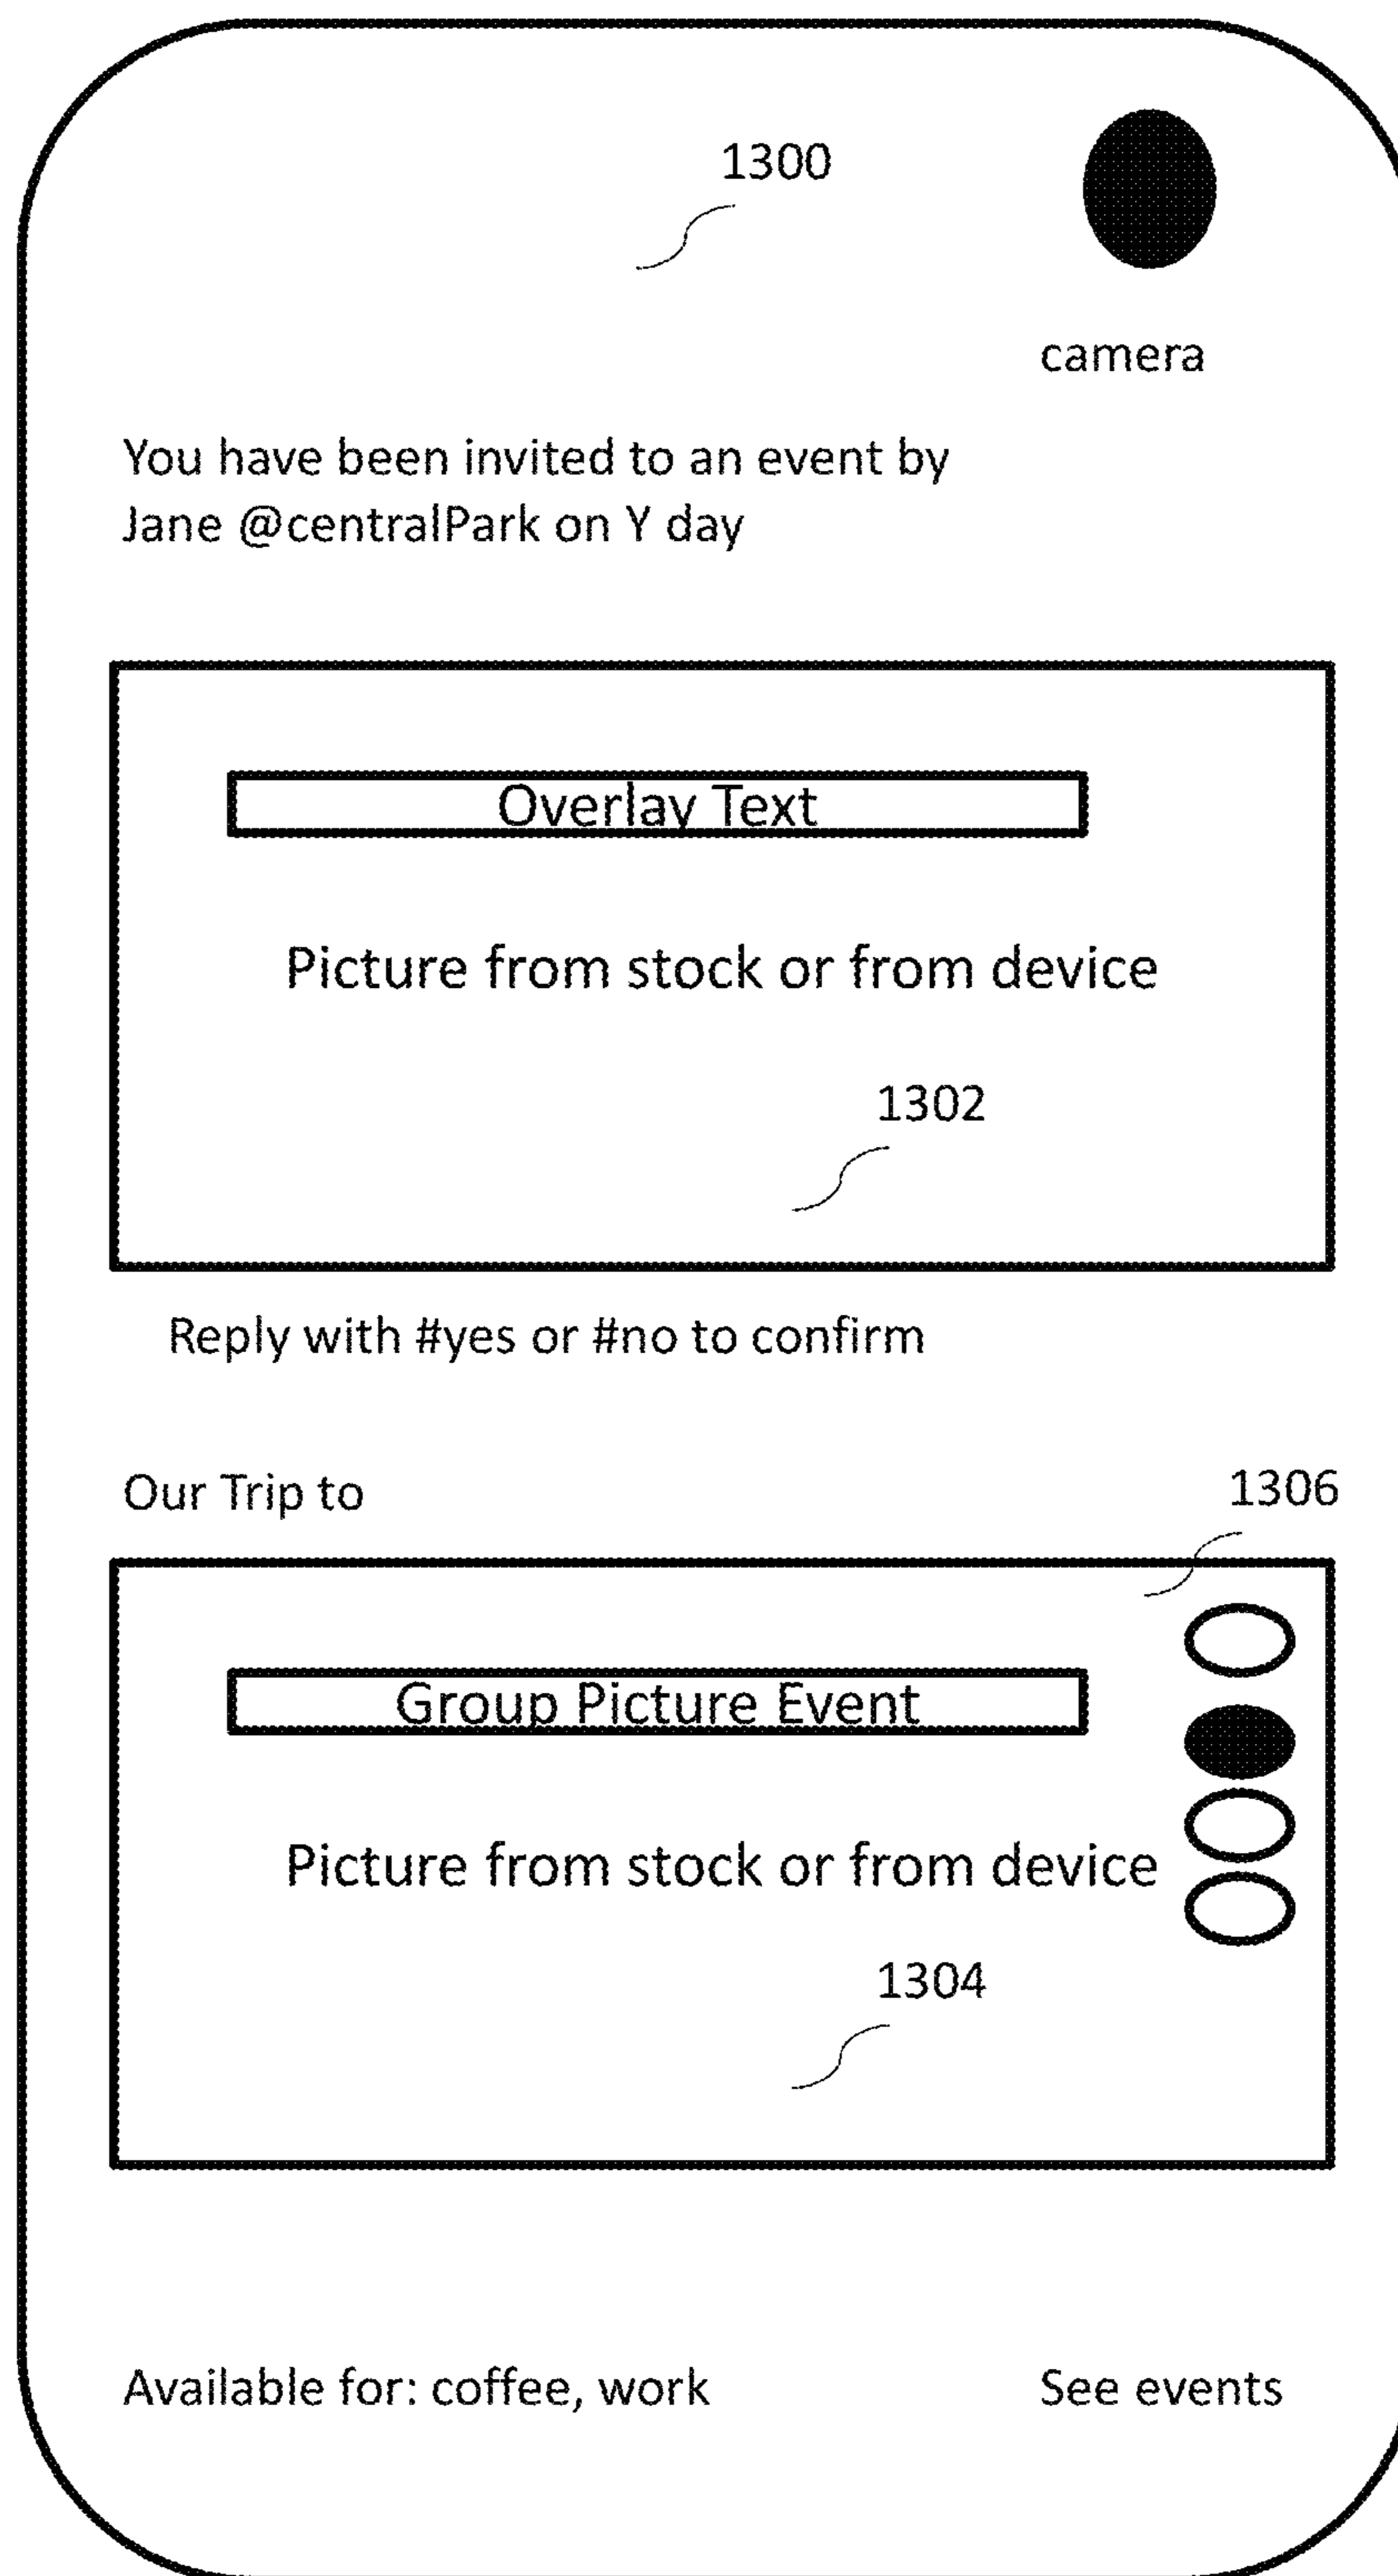 1300
camera
You have been invited to an event by
Jane @centralPark on Y day
Overlay Text
Picture from stock or from device
1302
Reply with #yes or #no to confirm
Our Trip to
1306
Group Picture Event
Picture from stock or from device
1304
Available for: coffee, work
See events